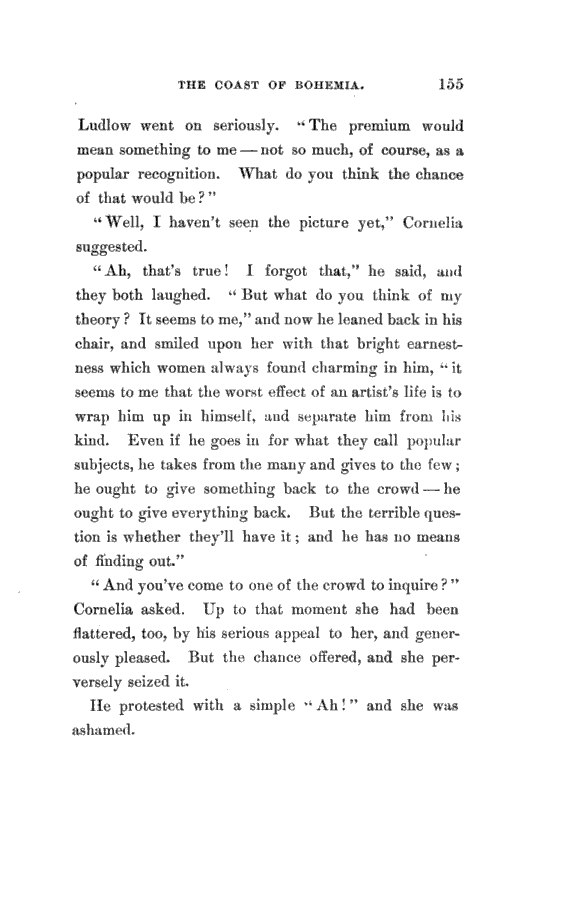 THE COAST OF BOHEMIA. 155
Ludlow went on seriously. “The premium would
mean something to me—not so much, of course, as a
popular recognition. What do you think the chance
of that would be?”
“Well, I haven't seen the picture yet,” Cornelia
suggested.
“Ah, that's true! I forgot that,” he said, and
they both laughed. “But what do you think of my
theory? It seems to me,” and now he leaned back in his
chair, and smiled upon her with that bright earnest-
ness which women always found charming in him, “it
seems to me that the worst effect of an artist's life is to
wrap him up in himself, and separate him from his
kind. Even if he goes in for what they call popular
subjects, he takes from the many and gives to the few;
he ought to give something back to the crowd—he
ought to give everything back. But the terrible ques-
tion is whether they'll have it; and he has no means
of finding out.”
“And you've come to one of the crowd to inquire?”
Cornelia asked. Up to that moment she had been
flattered, too, by his serious appeal to her, and gener-
ously pleased. But the chance offered, and she per-
versely seized it.
He protested with a simple “Ah!” and she was
ashamed.